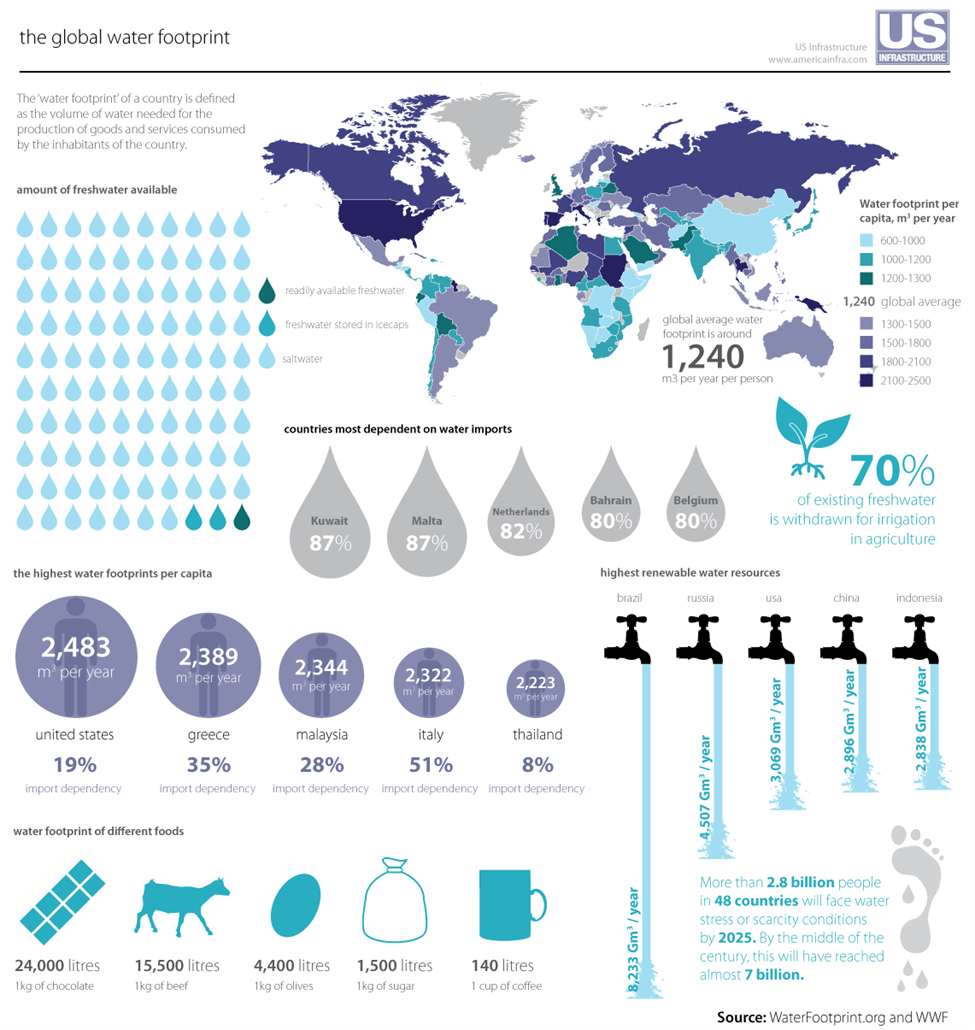 the global water footprint
US Infrastructure
www.americainfra.com
US
INFRASTRUCTURE
The 'water footprint' of a country is defined
as the volume of water needed for the
production of goods and services consumed
by the inhabitants of the country.
amount of freshwater available
readily available freshwater
freshwater stored in icecaps
saltwater
Water footprint per
capita, m³ per year
600-1000
1000-1200
1200-1300
1,240 global average
1300-1500
1500-1800
1800-2100
2100-2500
global average water
footprint is around
1,240
m3 per year per person
countries most dependent on water imports
Kuwait
87%
Malta
87%
Netherlands
82%
Bahrain
80%
Belgium
80%
70%
of existing freshwater
is withdrawn for irrigation
in agriculture
the highest water footprints per capita
2,483
m³ per year
united states
19%
import dependency
2,389
m³ per year
greece
35%
import dependency
2,344
m³ per year
malaysia
28%
import dependency
2,322
m³ per year
italy
51%
import dependency
2,223
m³ per year
thailand
8%
import dependency
highest renewable water resources
brazil
8,233 Gm³ / year
russia
4,507 Gm³ / year
usa
3,069 Gm³ / year
china
2,896 Gm³ / year
indonesia
2,838 Gm³ / year
water footprint of different foods
24,000 litres
1kg of chocolate
15,500 litres
1kg of beef
4,400 litres
1kg of olives
1,500 litres
1kg of sugar
140 litres
1 cup of coffee
More than 2.8 billion people
in 48 countries will face water
stress or scarcity conditions
by 2025. By the middle of the
century, this will have reached
almost 7 billion.
Source: WaterFootprint.org and WWF